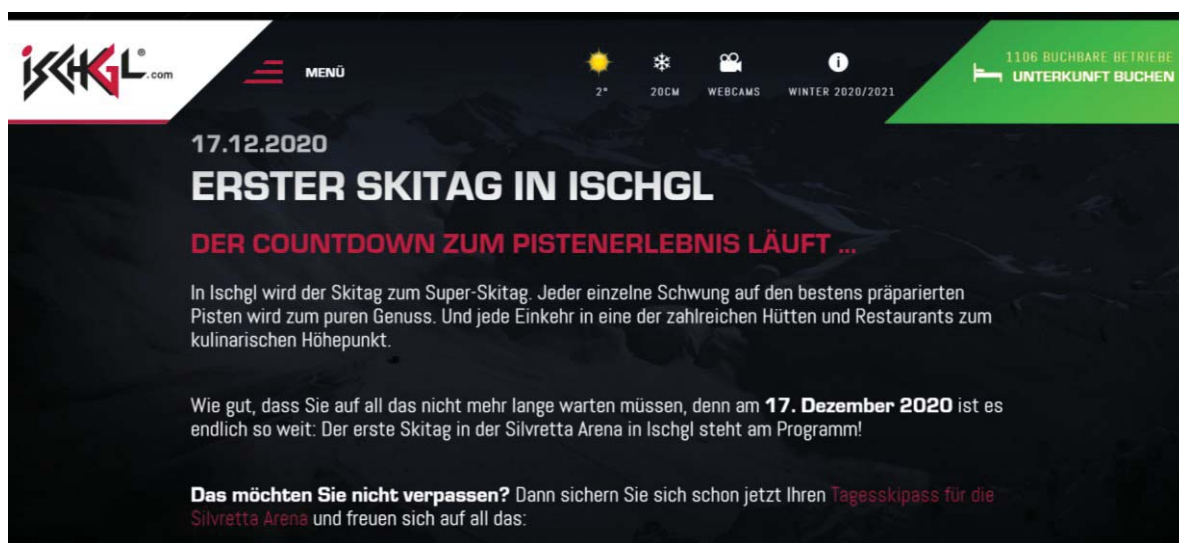 ischgL®.com
MENÜ
2°
20CM
WEBCAMS
WINTER 2020/2021
1106 BUCHBARE BETRIEBE
UNTERKUNFT BUCHEN
17.12.2020
ERSTER SKITAG IN ISCHGL
DER COUNTDOWN ZUM PISTENERLEBNIS LÄUFT ...
In Ischgl wird der Skitag zum Super-Skitag. Jeder einzelne Schwung auf den bestens präparierten
Pisten wird zum puren Genuss. Und jede Einkehr in eine der zahlreichen Hütten und Restaurants zum
kulinarischen Höhepunkt.
Wie gut, dass Sie auf all das nicht mehr lange warten müssen, denn am 17. Dezember 2020 ist es
endlich so weit: Der erste Skitag in der Silvretta Arena in Ischgl steht am Programm!
Das möchten Sie nicht verpassen? Dann sichern Sie sich schon jetzt Ihren Tagesskipass für die
Silvretta Arena und freuen sich auf all das: